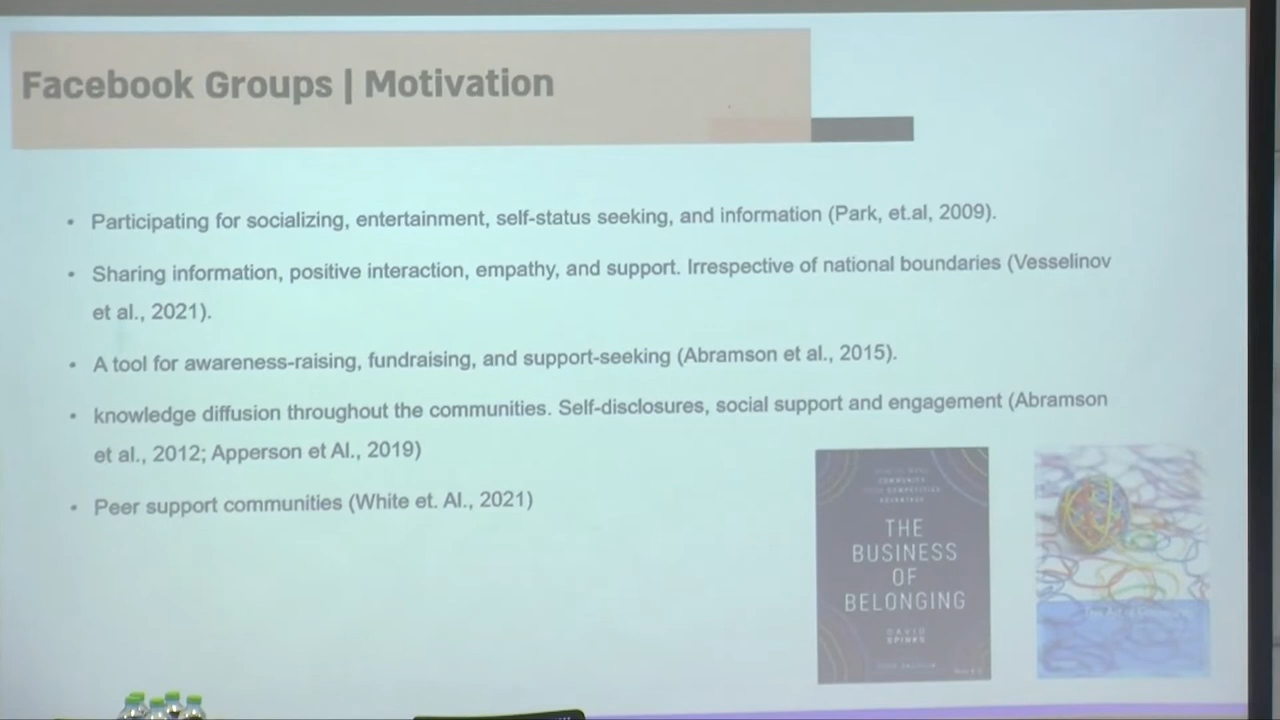 Facebook Groups | Motivation
• Participating for socializing, entertainment, self-status seeking, and information (Park, et.al, 2009).
• Sharing information, positive interaction, empathy, and support. Irrespective of national boundaries (Vesselinov
et al., 2021).
• A tool for awareness-raising, fundraising, and support-seeking (Abramson et al., 2015).
• knowledge diffusion throughout the communities. Self-disclosures, social support and engagement (Abramson
et al., 2012; Apperson et Al., 2019)
• Peer support communities (White et. Al., 2021)
COMMUNITY
COMPETITIVE
ADVANTAGE
THE
BUSINESS
OF
BELONGING
DAVID
SPINKS